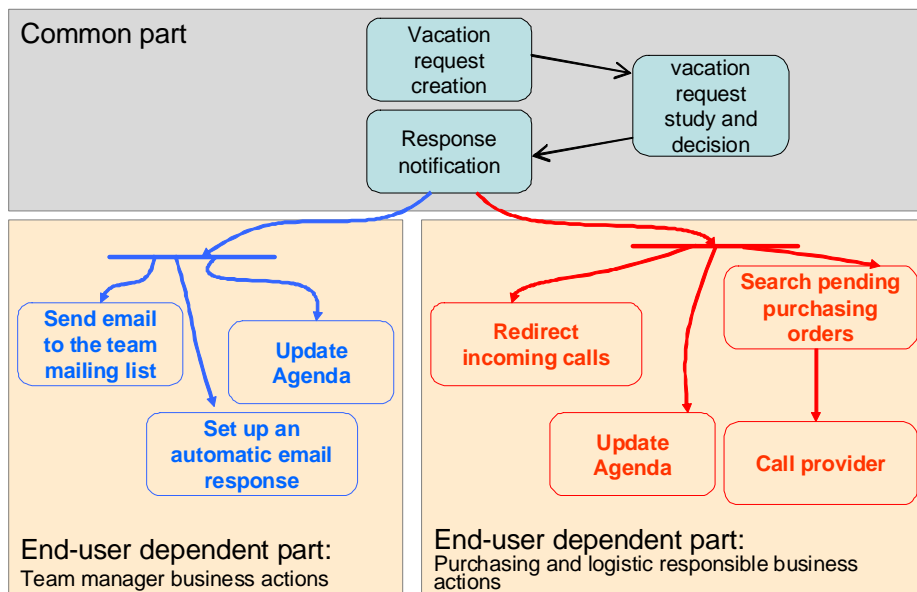 Common part
Vacation
request
creation
vacation
request
study and
decision
Response
notification
Send email
to the team
mailing list
Update
Agenda
Set up an
automatic email
response
End-user dependent part:
Team manager business actions
Redirect
incoming calls
Search pending
purchasing
orders
Update
Agenda
Call provider
End-user dependent part:
Purchasing and logistic responsible business
actions